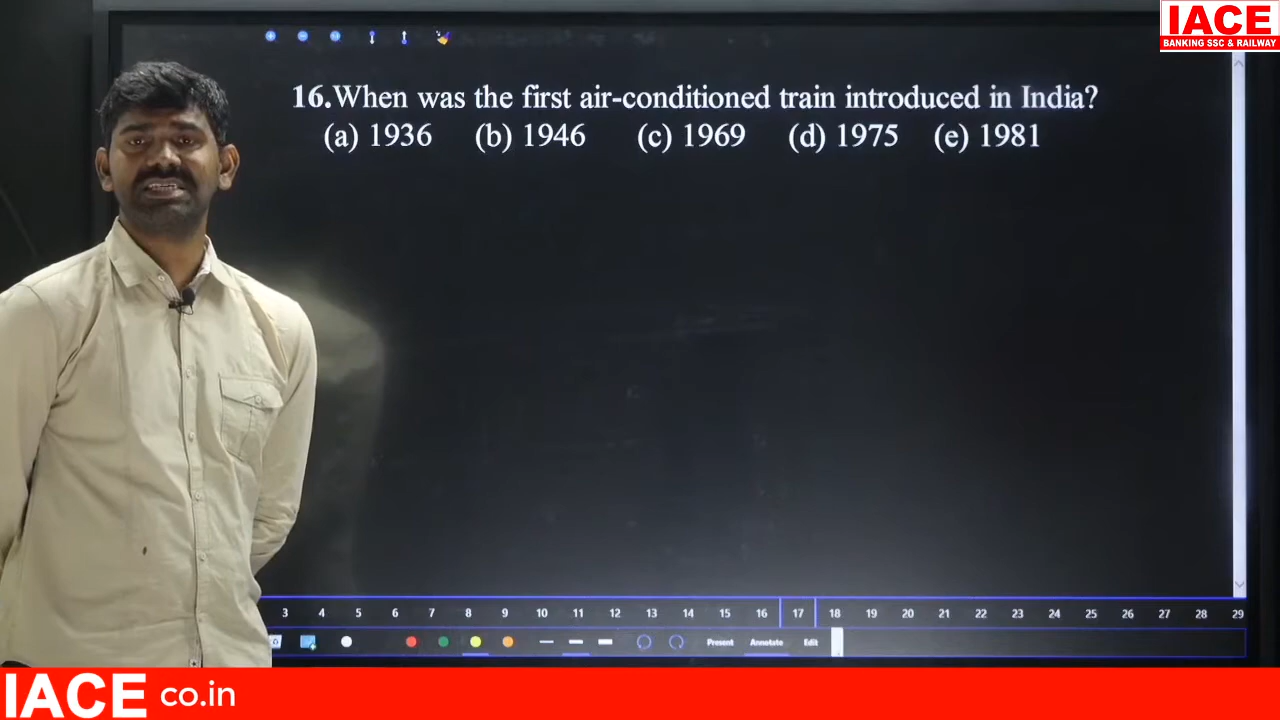 IACE
BANKING SSC & RAILWAY
16.When was the first air-conditioned train introduced in India?
(a) 1936 (b) 1946 (c) 1969 (d) 1975 (e) 1981
3 4 5 6 7 8 9 10 11 12 13 14 15 16 17 18 19 20 21 22 23 24 25 26 27 28 29
Present Annotate Edit
IACE co.in